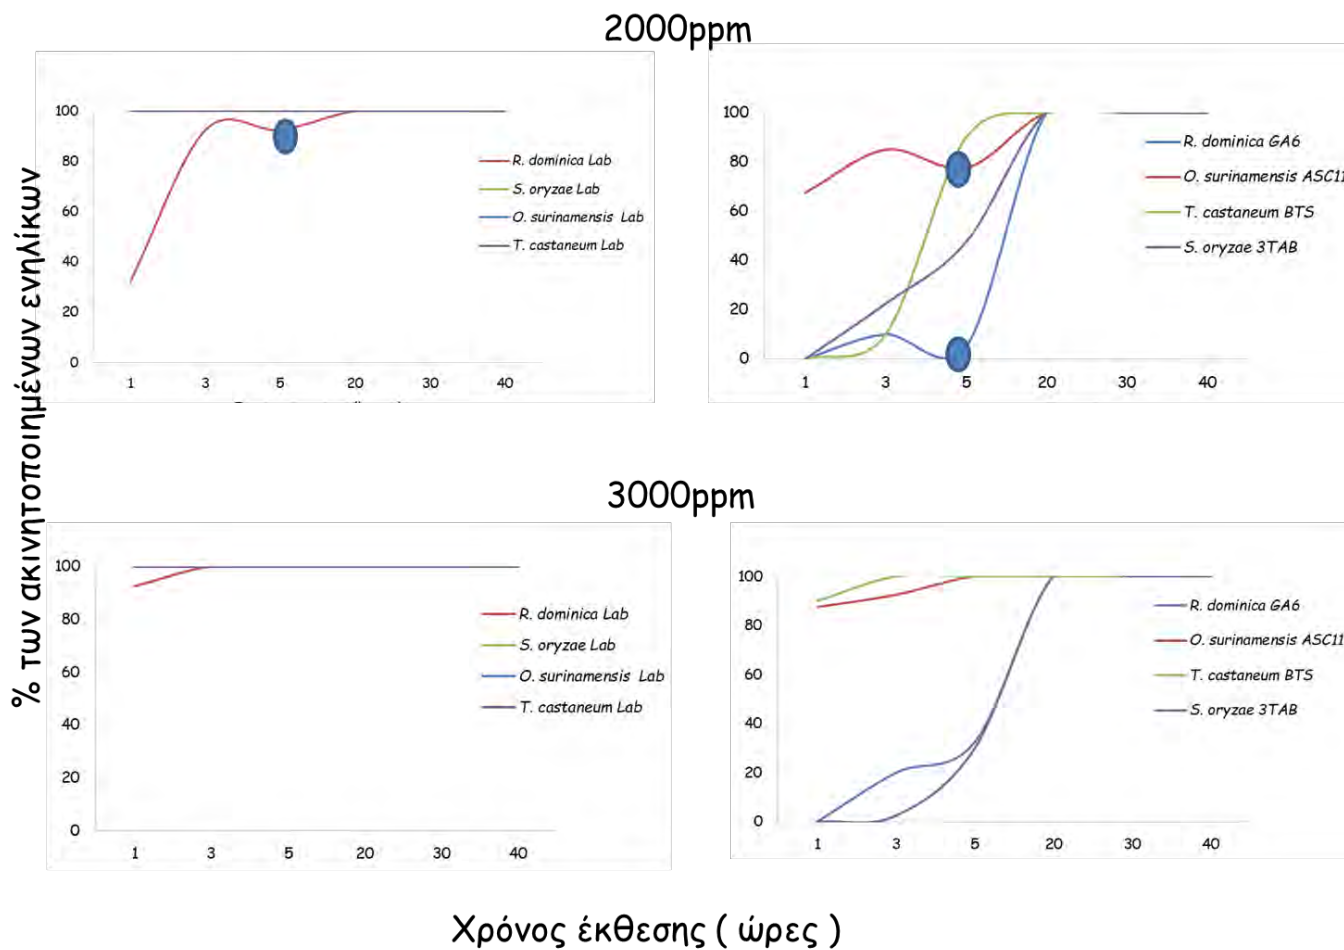 2000ppm
100
80
60
40
20
0
1 3 5 20 30 40
R. dominica Lab
S. oryzae Lab
O. surinamensis Lab
T. castaneum Lab
100
80
60
40
20
0
1 3 5 20 30 40
R. dominica GA6
O. surinamensis ASC11
T. castaneum BTS
S. oryzae 3TAB
% των ακινητοποιημένων ενηλίκων
3000ppm
100
80
60
40
20
0
1 3 5 20 30 40
R. dominica Lab
S. oryzae Lab
O. surinamensis Lab
T. castaneum Lab
100
80
60
40
20
0
1 3 5 20 30 40
R. dominica GA6
O. surinamensis ASC11
T. castaneum BTS
S. oryzae 3TAB
Χρόνος έκθεσης ( ώρες )